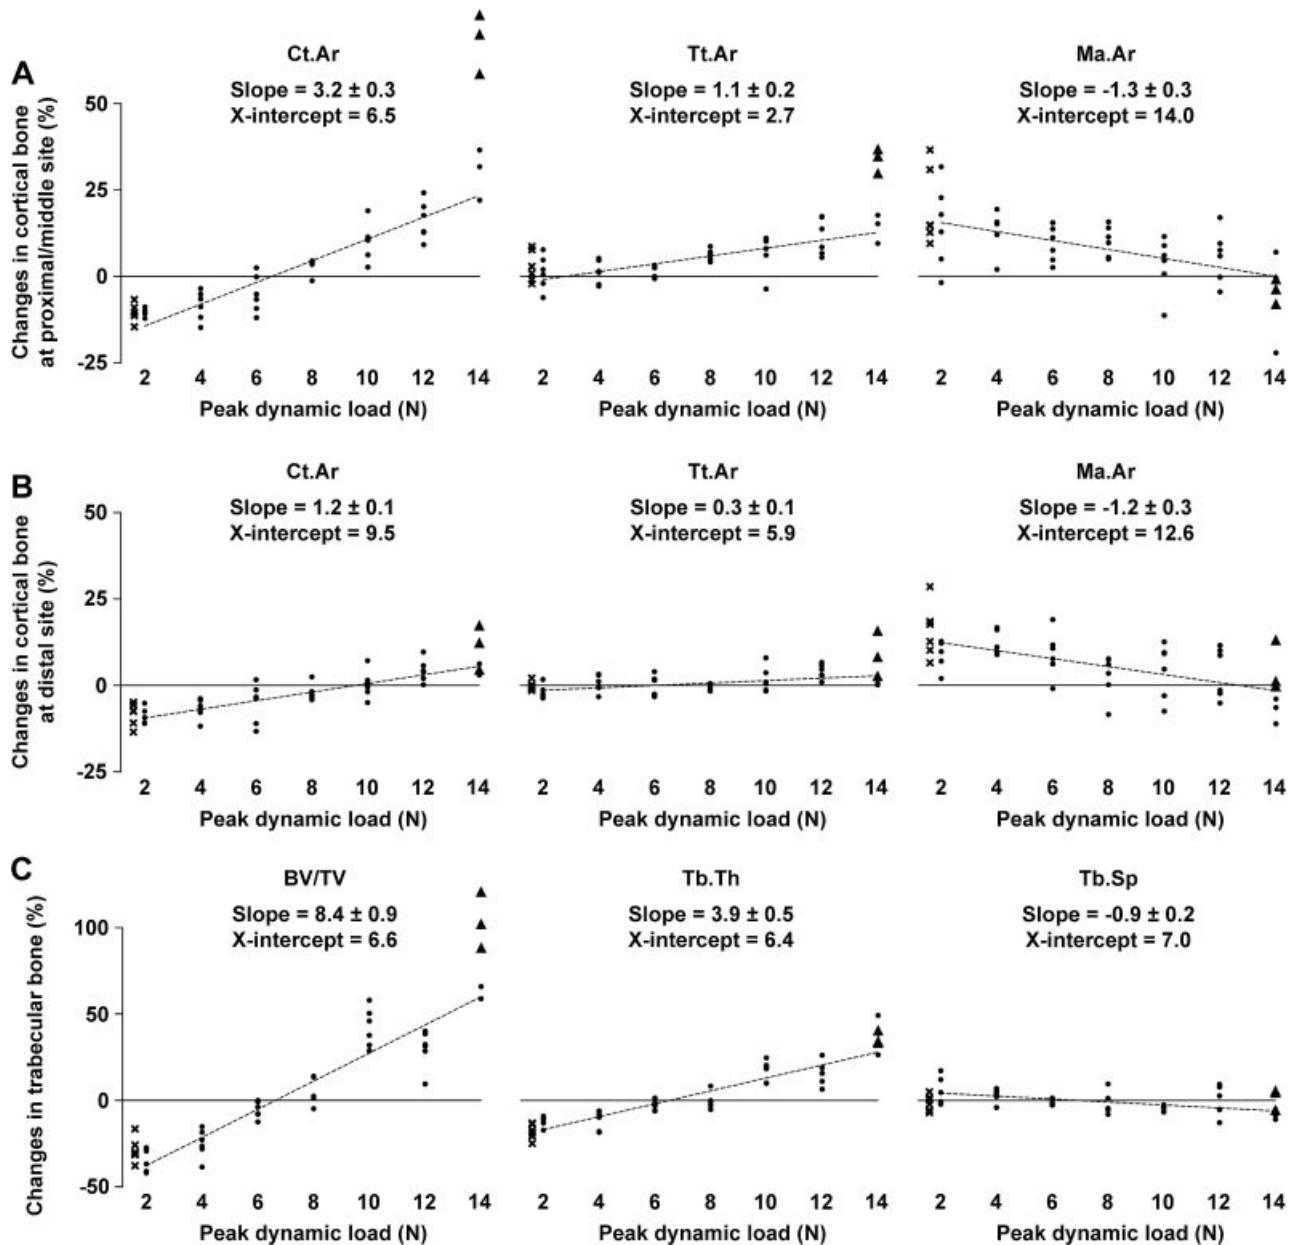 A
Ct.Ar
Slope = 3.2 ± 0.3
X-intercept = 6.5
Tt.Ar
Slope = 1.1 ± 0.2
X-intercept = 2.7
Ma.Ar
Slope = -1.3 ± 0.3
X-intercept = 14.0
Changes in cortical bone
at proximal/middle site (%)
50
25
0
-25
2 4 6 8 10 12 14
2 4 6 8 10 12 14
2 4 6 8 10 12 14
Peak dynamic load (N)
Peak dynamic load (N)
Peak dynamic load (N)
B
Ct.Ar
Slope = 1.2 ± 0.1
X-intercept = 9.5
Tt.Ar
Slope = 0.3 ± 0.1
X-intercept = 5.9
Ma.Ar
Slope = -1.2 ± 0.3
X-intercept = 12.6
Changes in cortical bone
at distal site (%)
50
25
0
-25
2 4 6 8 10 12 14
2 4 6 8 10 12 14
2 4 6 8 10 12 14
Peak dynamic load (N)
Peak dynamic load (N)
Peak dynamic load (N)
C
BV/TV
Slope = 8.4 ± 0.9
X-intercept = 6.6
Tb.Th
Slope = 3.9 ± 0.5
X-intercept = 6.4
Tb.Sp
Slope = -0.9 ± 0.2
X-intercept = 7.0
Changes in trabecular bone (%)
100
50
0
-50
2 4 6 8 10 12 14
2 4 6 8 10 12 14
2 4 6 8 10 12 14
Peak dynamic load (N)
Peak dynamic load (N)
Peak dynamic load (N)